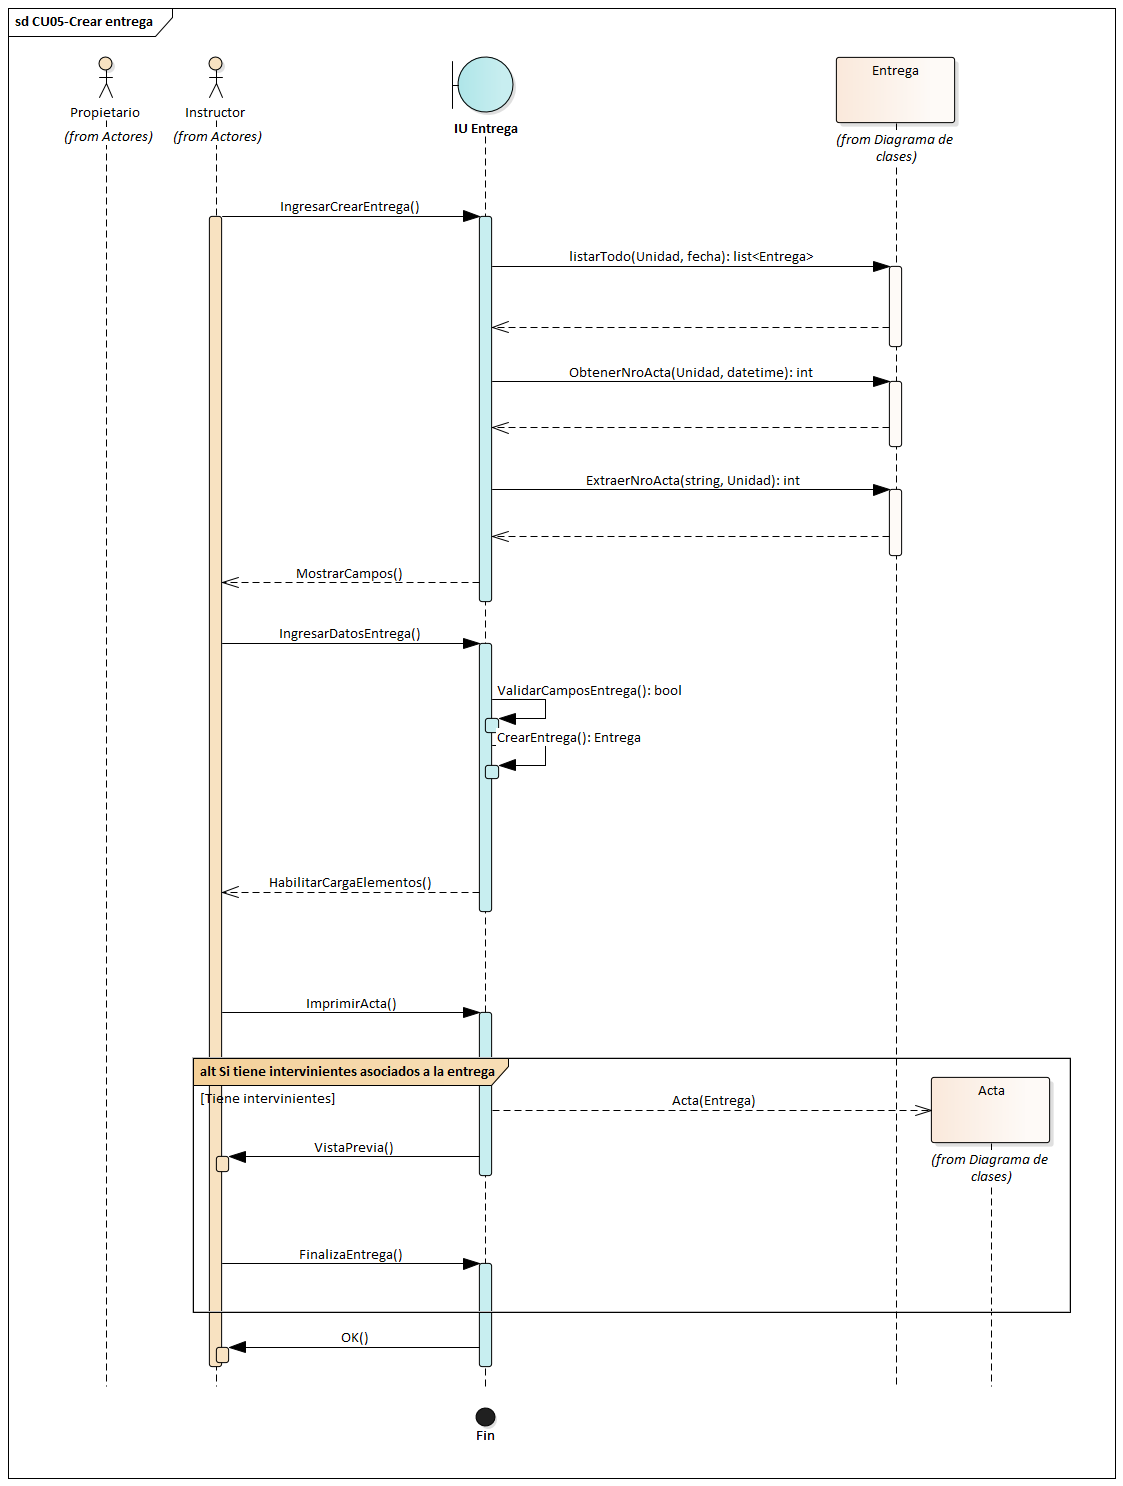 sd CU05-Crear entrega
Propietario
(from Actores)
Instructor
(from Actores)
IU Entrega
Entrega
(from Diagrama de
clases)
IngresarCrearEntrega()
listarTodo(Unidad, fecha): list<Entrega>
ObtenerNroActa(Unidad, datetime): int
ExtraerNroActa(string, Unidad): int
MostrarCampos()
IngresarDatosEntrega()
ValidarCamposEntrega(): bool
CrearEntrega(): Entrega
HabilitarCargaElementos()
ImprimirActa()
alt Si tiene intervinientes asociados a la entrega
[Tiene intervinientes]
Acta(Entrega)
Acta
(from Diagrama de
clases)
VistaPrevia()
FinalizaEntrega()
OK()
Fin